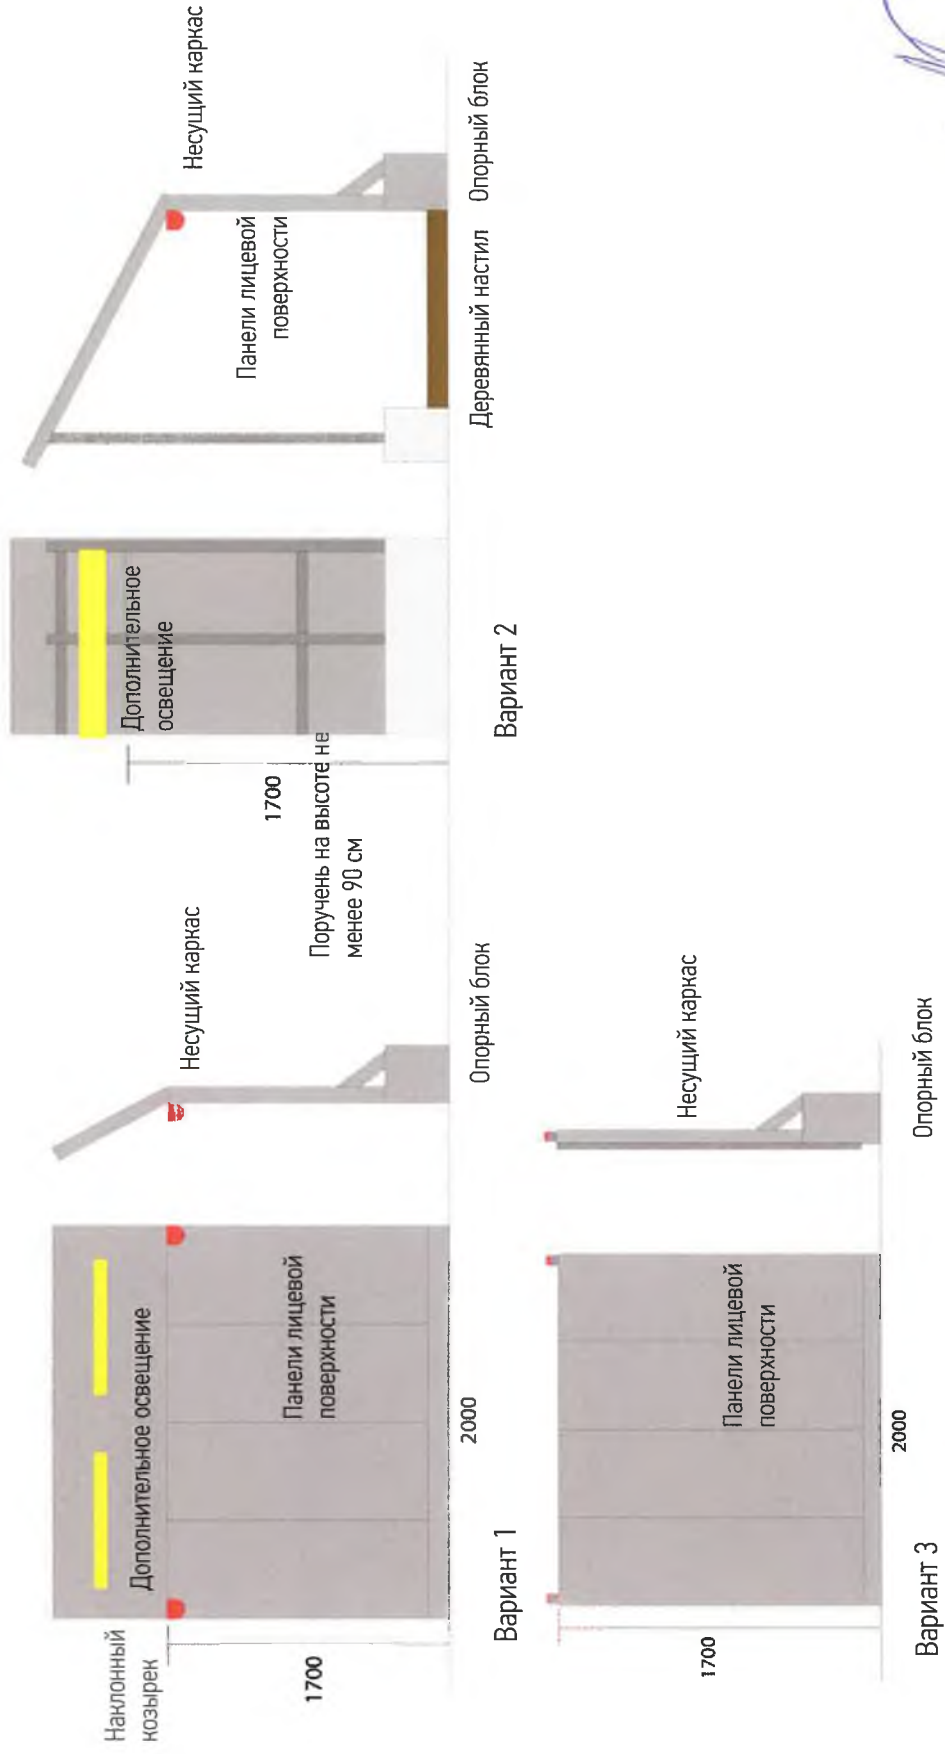 Наклонный
козырек
Дополнительное освещение
1700
Панели лицевой
поверхности
2000
Несущий каркас
Опорный блок
Вариант 1
Дополнительное
освещение
1700
Поручень на высоте не
менее 90 см
Вариант 2
Несущий каркас
Панели лицевой
поверхности
Деревянный настил
Опорный блок
1700
Панели лицевой
поверхности
2000
Несущий каркас
Опорный блок
Вариант 3